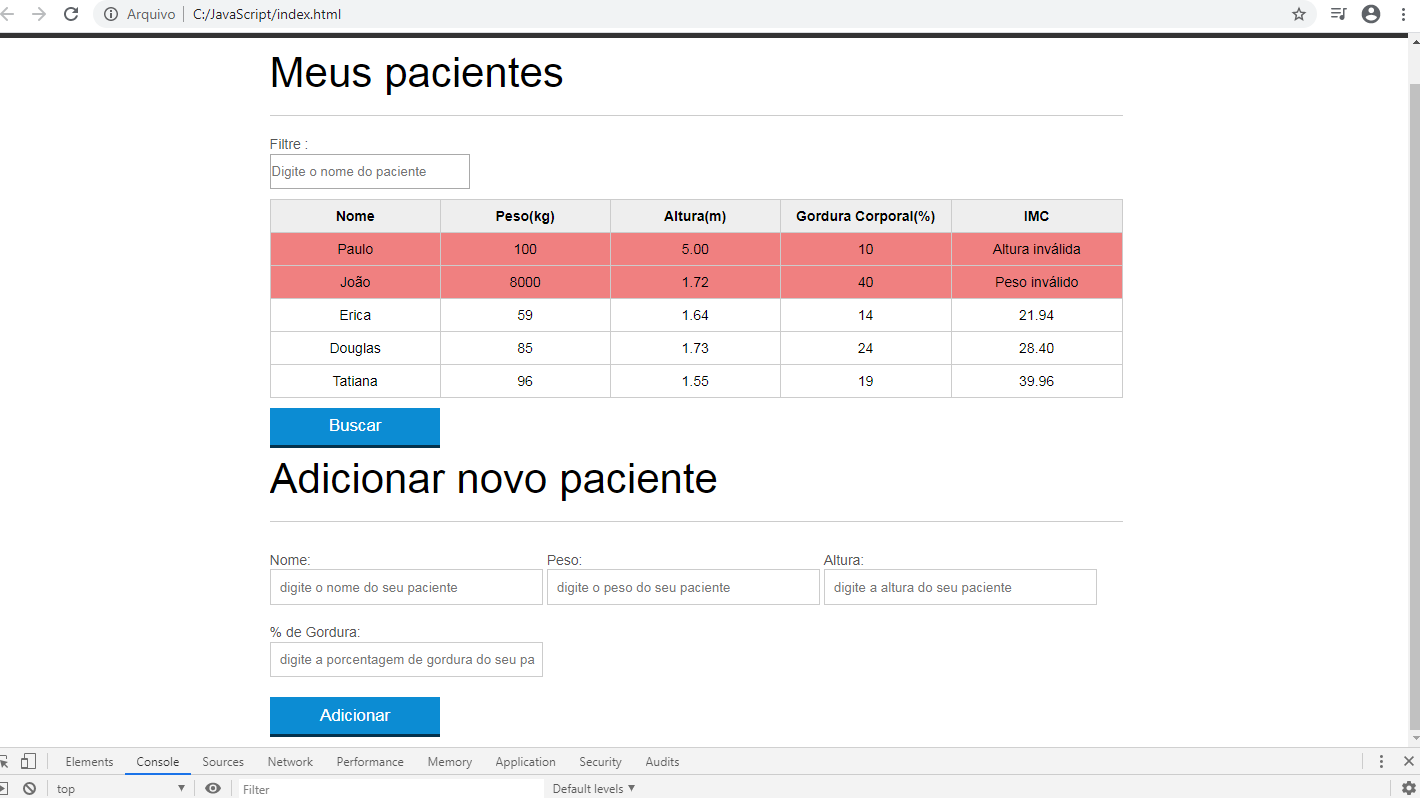 Arquivo C:/JavaScript/index.html
Meus pacientes
Filtre :
Digite o nome do paciente
Nome Peso(kg) Altura(m) Gordura Corporal(%) IMC
Paulo 100 5.00 10 Altura inválida
João 8000 1.72 40 Peso inválido
Erica 59 1.64 14 21.94
Douglas 85 1.73 24 28.40
Tatiana 96 1.55 19 39.96
Buscar
Adicionar novo paciente
Nome: Peso: Altura:
digite o nome do seu paciente digite o peso do seu paciente digite a altura do seu paciente
% de Gordura:
digite a porcentagem de gordura do seu pa
Adicionar
Elements Console Sources Network Performance Memory Application Security Audits
top Filter Default levels